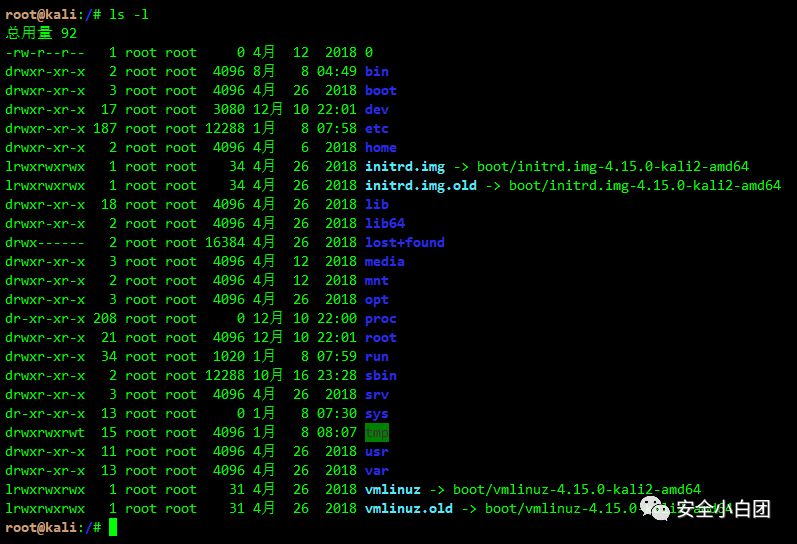 root@kali:/# ls -l
总用量 92
-rw-r--r--   1 root root     0 4月  12  2018 0
drwxr-xr-x   2 root root  4096 8月   8 04:49 bin
drwxr-xr-x   3 root root  4096 4月  26  2018 boot
drwxr-xr-x  17 root root  3080 12月 10 22:01 dev
drwxr-xr-x 187 root root 12288 1月   8 07:58 etc
drwxr-xr-x   2 root root  4096 4月   6  2018 home
lrwxrwxrwx   1 root root    34 4月  26  2018 initrd.img -> boot/initrd.img-4.15.0-kali2-amd64
lrwxrwxrwx   1 root root    34 4月  26  2018 initrd.img.old -> boot/initrd.img-4.15.0-kali2-amd64
drwxr-xr-x  18 root root  4096 4月  26  2018 lib
drwxr-xr-x   2 root root  4096 4月  26  2018 lib64
drwx------   2 root root 16384 4月  26  2018 lost+found
drwxr-xr-x   3 root root  4096 4月  12  2018 media
drwxr-xr-x   2 root root  4096 4月  12  2018 mnt
drwxr-xr-x   3 root root  4096 4月  26  2018 opt
dr-xr-xr-x 208 root root     0 12月 10 22:00 proc
drwxr-xr-x  21 root root  4096 12月 10 22:01 root
drwxr-xr-x  34 root root  1020 1月   8 07:59 run
drwxr-xr-x   2 root root 12288 10月 16 23:28 sbin
drwxr-xr-x   3 root root  4096 4月  26  2018 srv
dr-xr-xr-x  13 root root     0 1月   8 07:30 sys
drwxrwxrwt  15 root root  4096 1月   8 08:07 tmp
drwxr-xr-x  11 root root  4096 4月  26  2018 usr
drwxr-xr-x  13 root root  4096 4月  26  2018 var
lrwxrwxrwx   1 root root    31 4月  26  2018 vmlinuz -> boot/vmlinuz-4.15.0-kali2-amd64
lrwxrwxrwx   1 root root    31 4月  26  2018 vmlinuz.old -> boot/vmlinuz-4.15.0-kali2-amd64
安全小白团
root@kali:/#